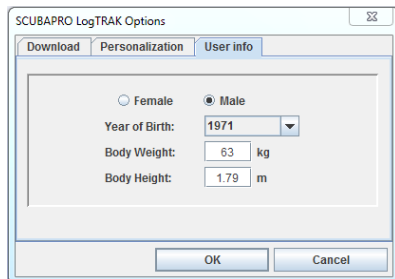 SCUBAPRO LogTRAK Options
Download Personalization User info
Female Male
Year of Birth: 1971
Body Weight: 63 kg
Body Height: 1.79 m
OK Cancel